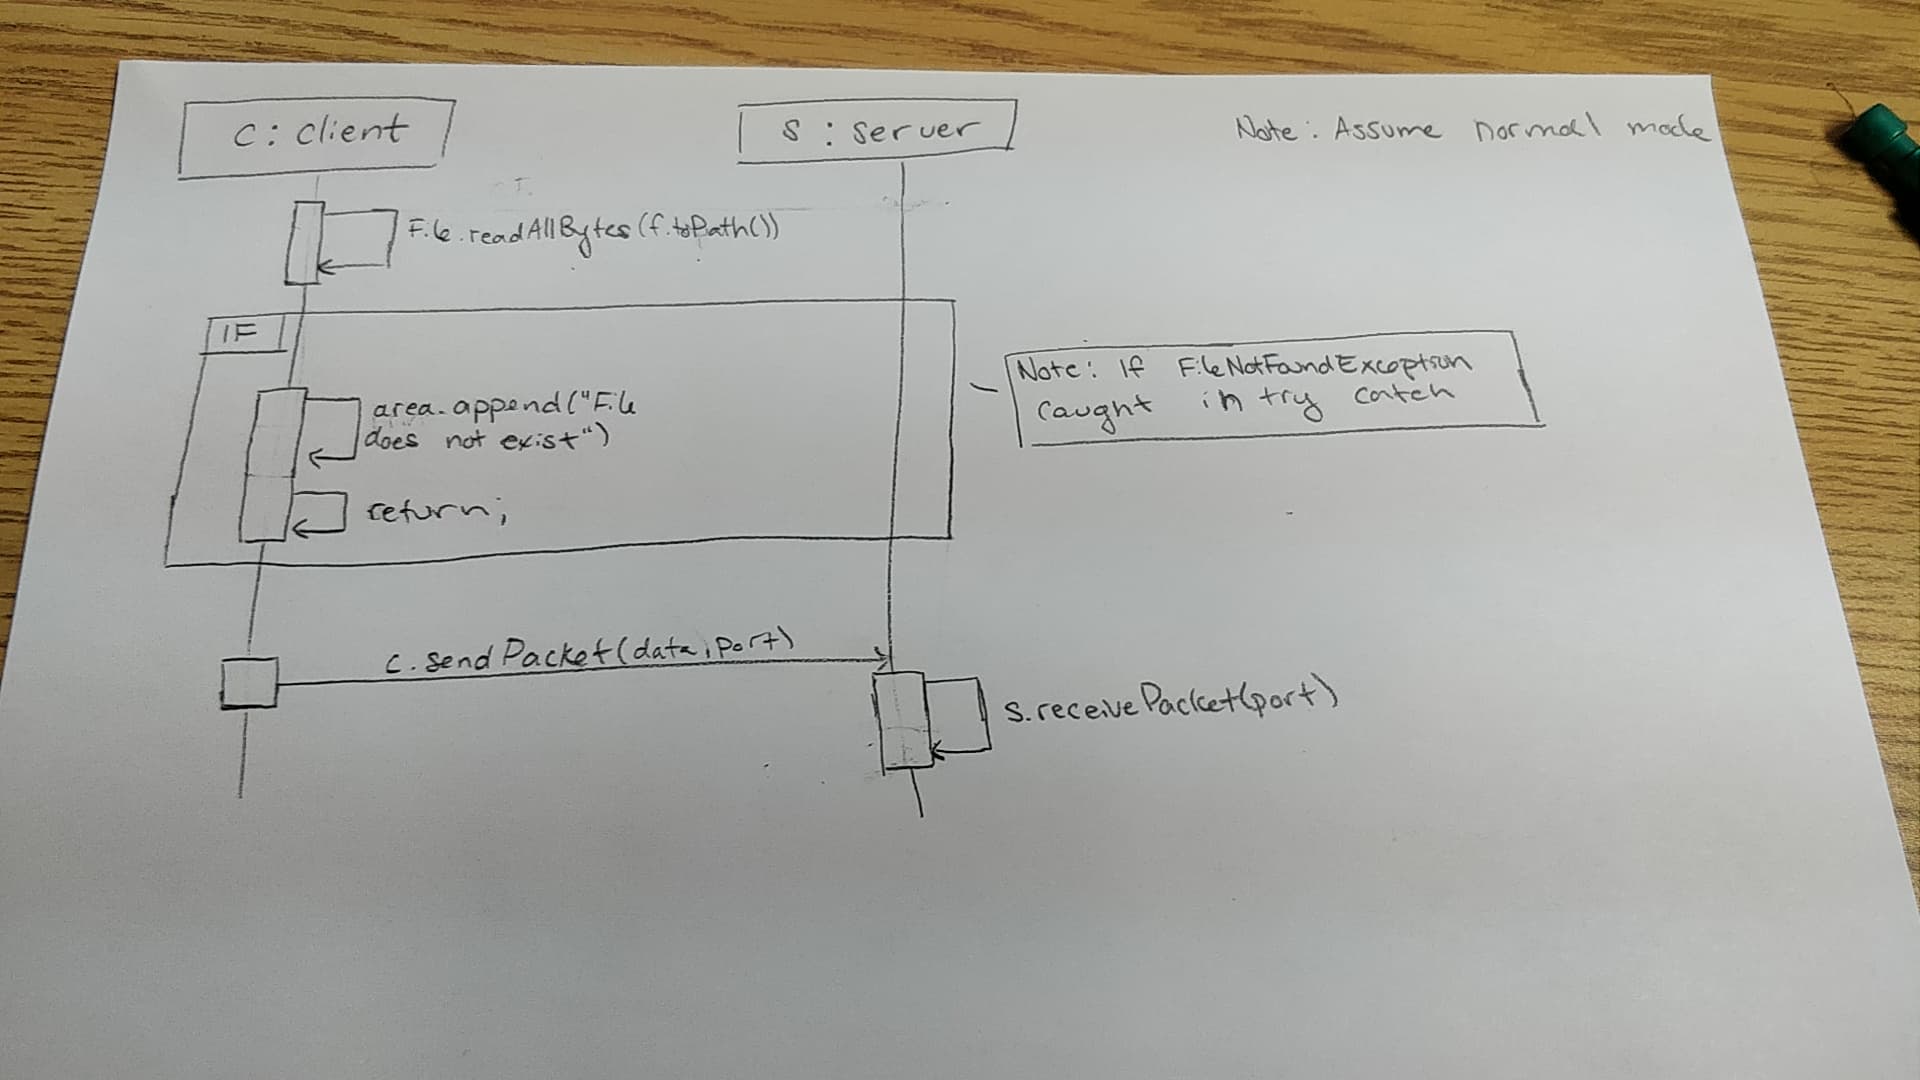 C : client
S : server
Note : Assume normal mode
File.readAllBytes(f.toPath())
IF
Note: If FileNotFoundException
caught in try catch
area.append("File
does not exist")
return;
C.sendPacket(data, port)
S.receivePacket(port)